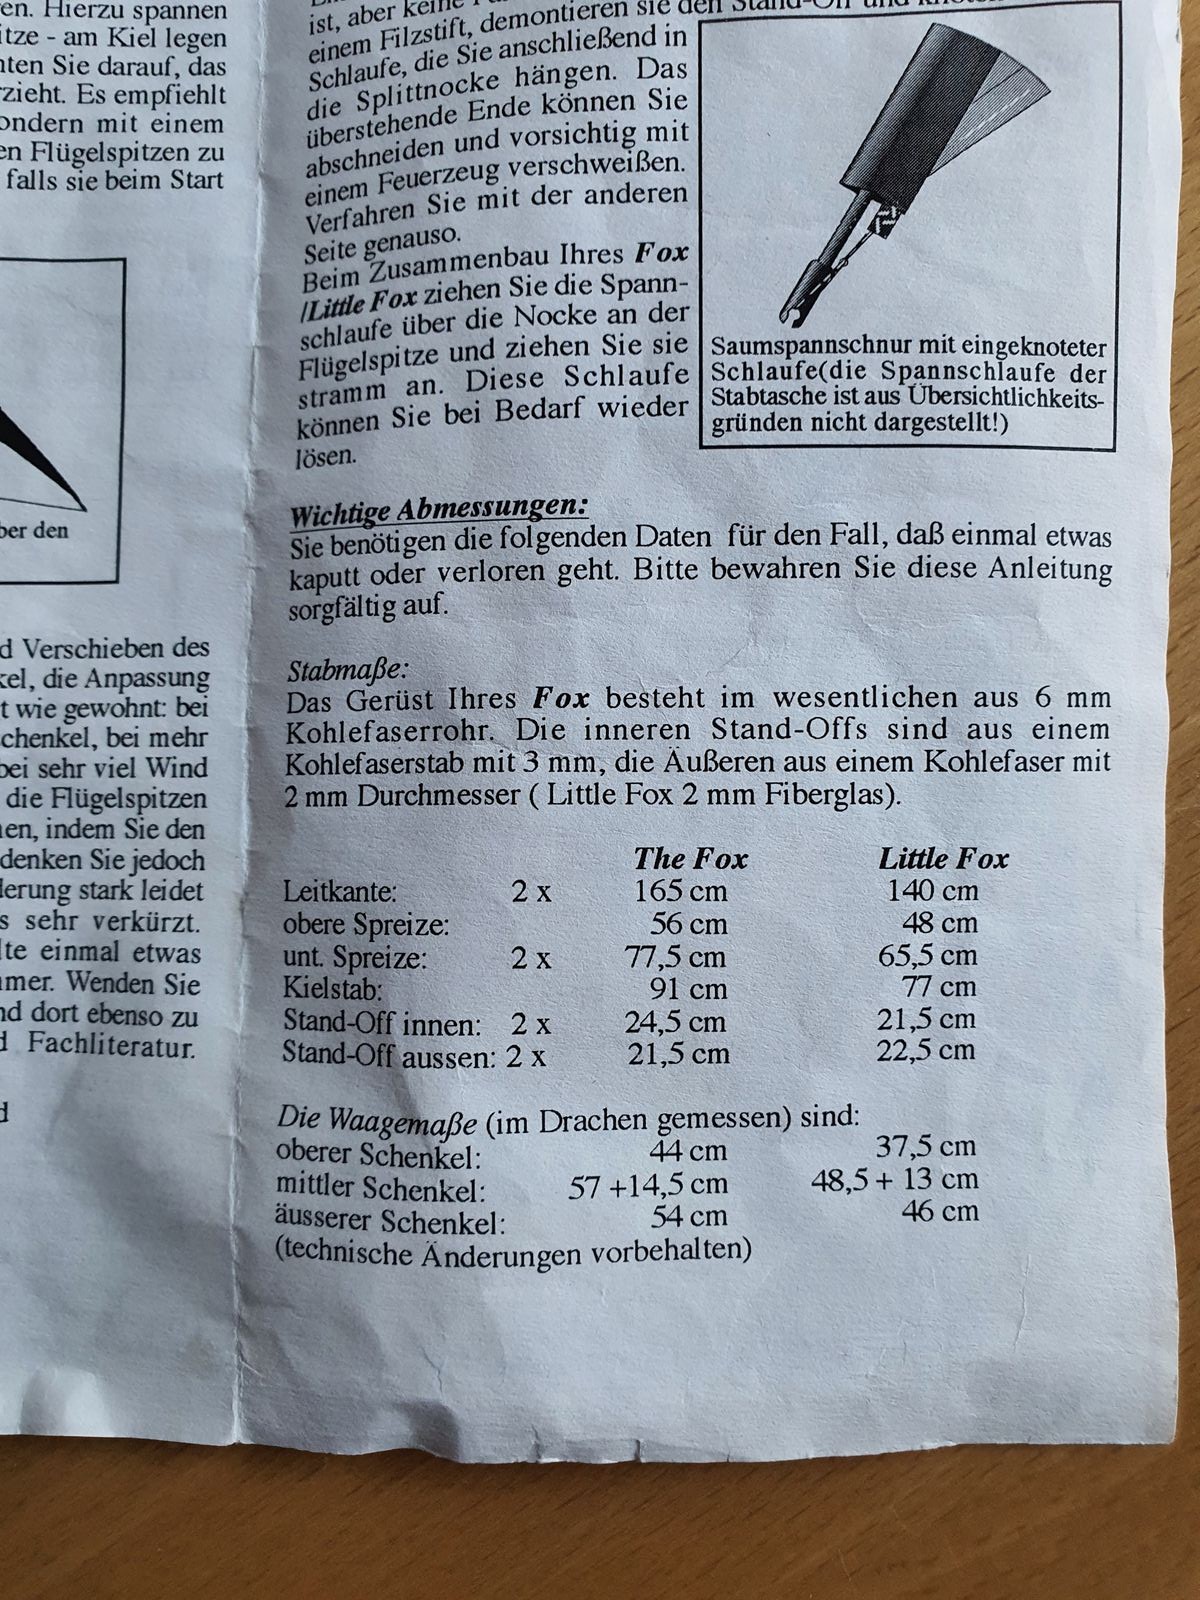 en. Hierzu spannen
itze - am Kiel legen
hten Sie darauf, das
rzieht. Es empfiehlt
ondern mit einem
en Flügelspitzen zu
falls sie beim Start
ber den
d Verschieben des
kel, die Anpassung
t wie gewohnt: bei
chenkel, bei mehr
bei sehr viel Wind
die Flügelspitzen
nen, indem Sie den
denken Sie jedoch
derung stark leidet
s sehr verkürzt.
lte einmal etwas
mmer. Wenden Sie
nd dort ebenso zu
d Fachliteratur.
d
ist, aber keine
einem Filzstift, demontieren sie den Stand-Off und
Schlaufe, die Sie anschließend in
die Splittnocke hängen. Das
überstehende Ende können Sie
abschneiden und vorsichtig mit
einem Feuerzeug verschweißen.
Verfahren Sie mit der anderen
Seite genauso.
Beim Zusammenbau Ihres Fox
/Little Fox ziehen Sie die Spann-
schlaufe über die Nocke an der
Flügelspitze und ziehen Sie sie
stramm an. Diese Schlaufe
können Sie bei Bedarf wieder
lösen.
Saumspannschnur mit eingeknoteter
Schlaufe(die Spannschlaufe der
Stabtasche ist aus Übersichtlichkeits-
gründen nicht dargestellt!)
Wichtige Abmessungen:
Sie benötigen die folgenden Daten für den Fall, daß einmal etwas
kaputt oder verloren geht. Bitte bewahren Sie diese Anleitung
sorgfältig auf.
Stabmaße:
Das Gerüst Ihres Fox besteht im wesentlichen aus 6 mm
Kohlefaserrohr. Die inneren Stand-Offs sind aus einem
Kohlefaserstab mit 3 mm, die Äußeren aus einem Kohlefaser mit
2 mm Durchmesser ( Little Fox 2 mm Fiberglas).
The Fox Little Fox
Leitkante: 2 x 165 cm 140 cm
obere Spreize: 56 cm 48 cm
unt. Spreize: 2 x 77,5 cm 65,5 cm
Kielstab: 91 cm 77 cm
Stand-Off innen: 2 x 24,5 cm 21,5 cm
Stand-Off aussen: 2 x 21,5 cm 22,5 cm
Die Waagemaße (im Drachen gemessen) sind:
oberer Schenkel: 44 cm 37,5 cm
mittler Schenkel: 57 +14,5 cm 48,5 + 13 cm
äusserer Schenkel: 54 cm 46 cm
(technische Änderungen vorbehalten)